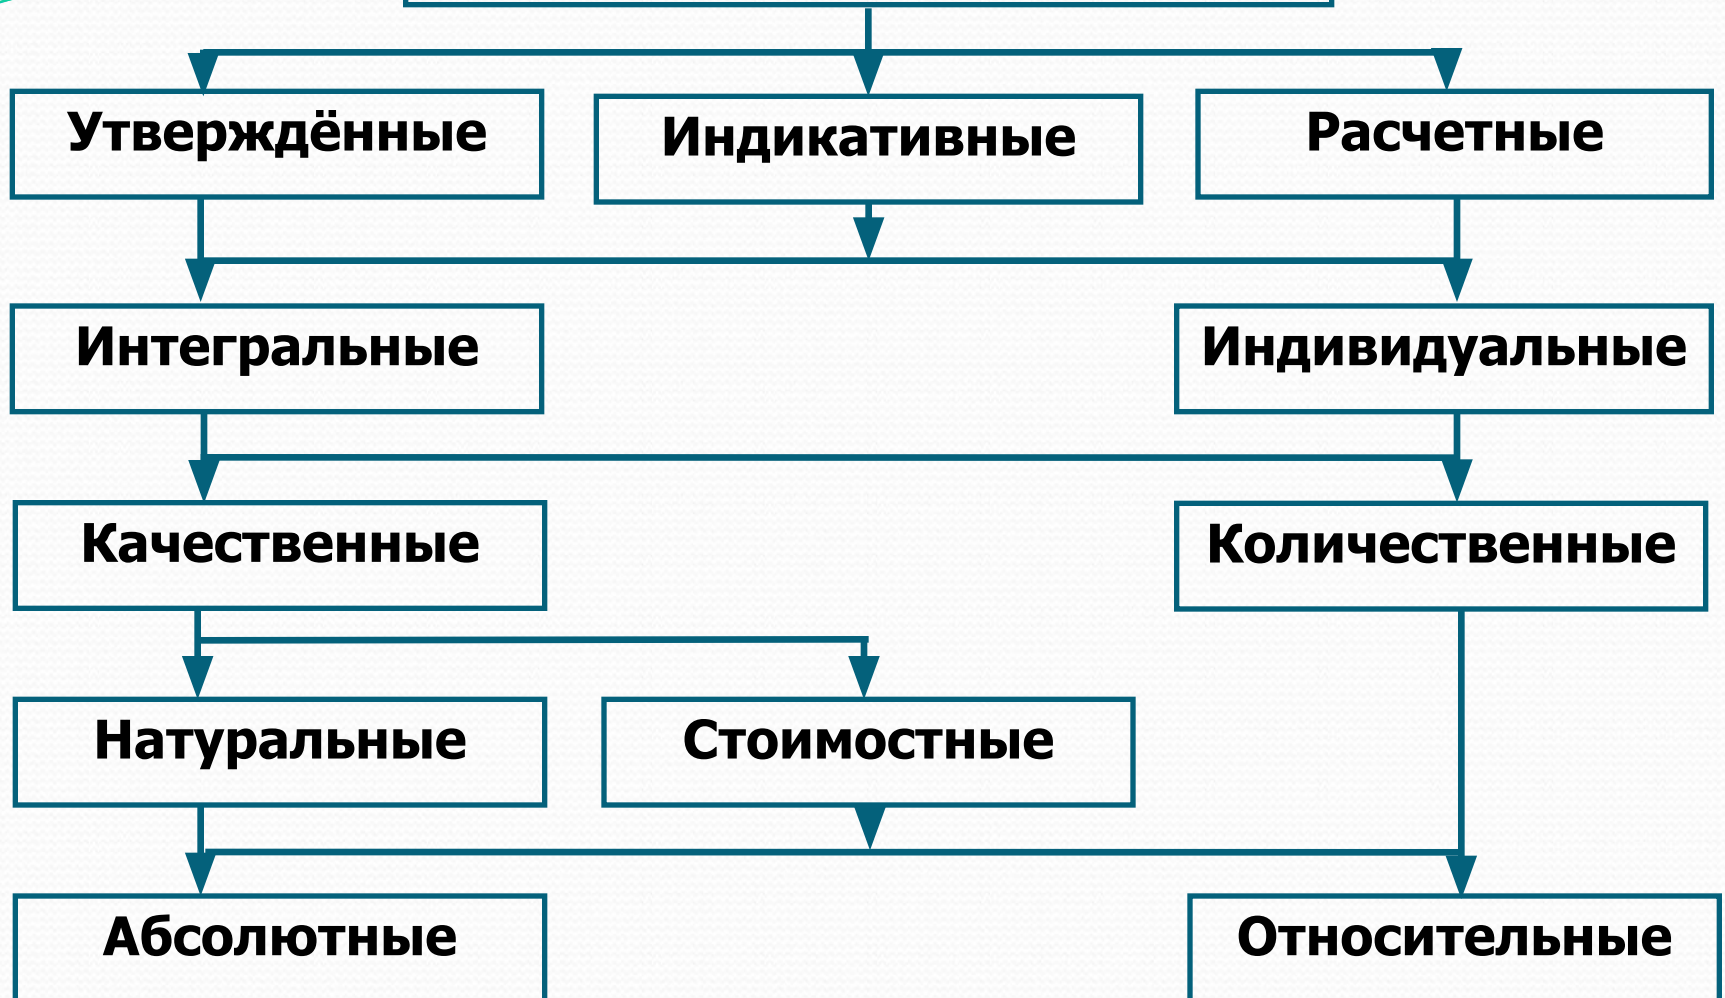 Утверждённые
Индикативные
Расчетные
Интегральные
Индивидуальные
Качественные
Количественные
Натуральные
Стоимостные
Абсолютные
Относительные